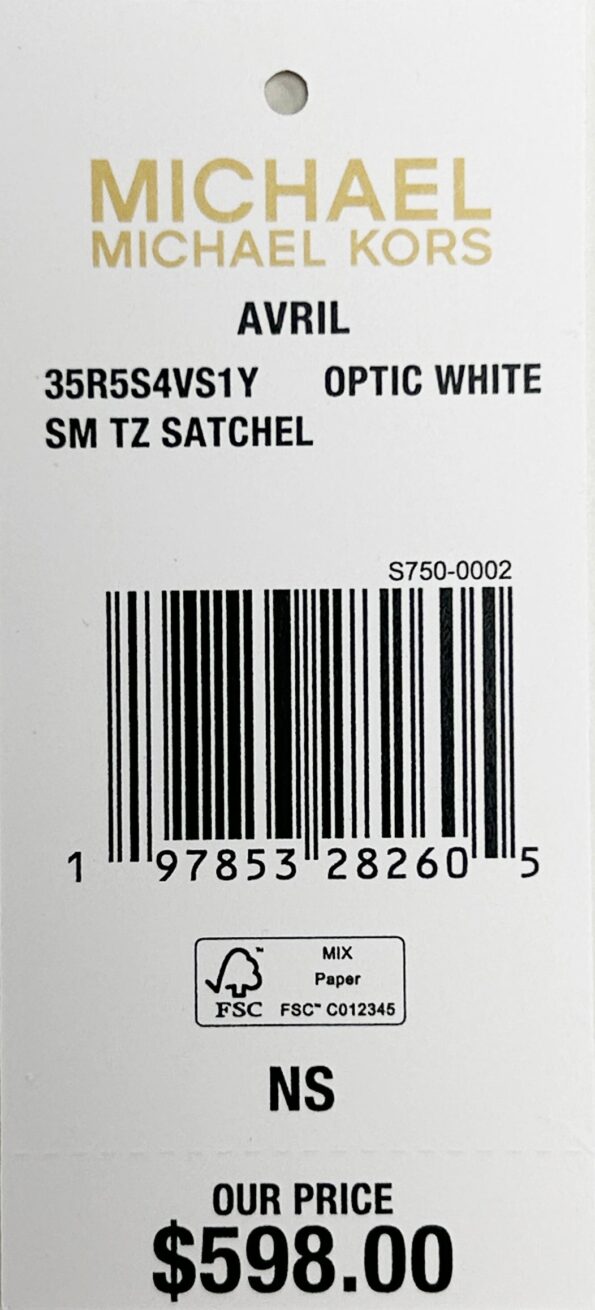 MICHAEL
MICHAEL KORS
AVRIL
35R5S4VS1Y OPTIC WHITE
SM TZ SATCHEL
S750-0002
1 97853 28260 5
FSC™
MIX
Paper
FSC™ C012345
NS
OUR PRICE
$598.00